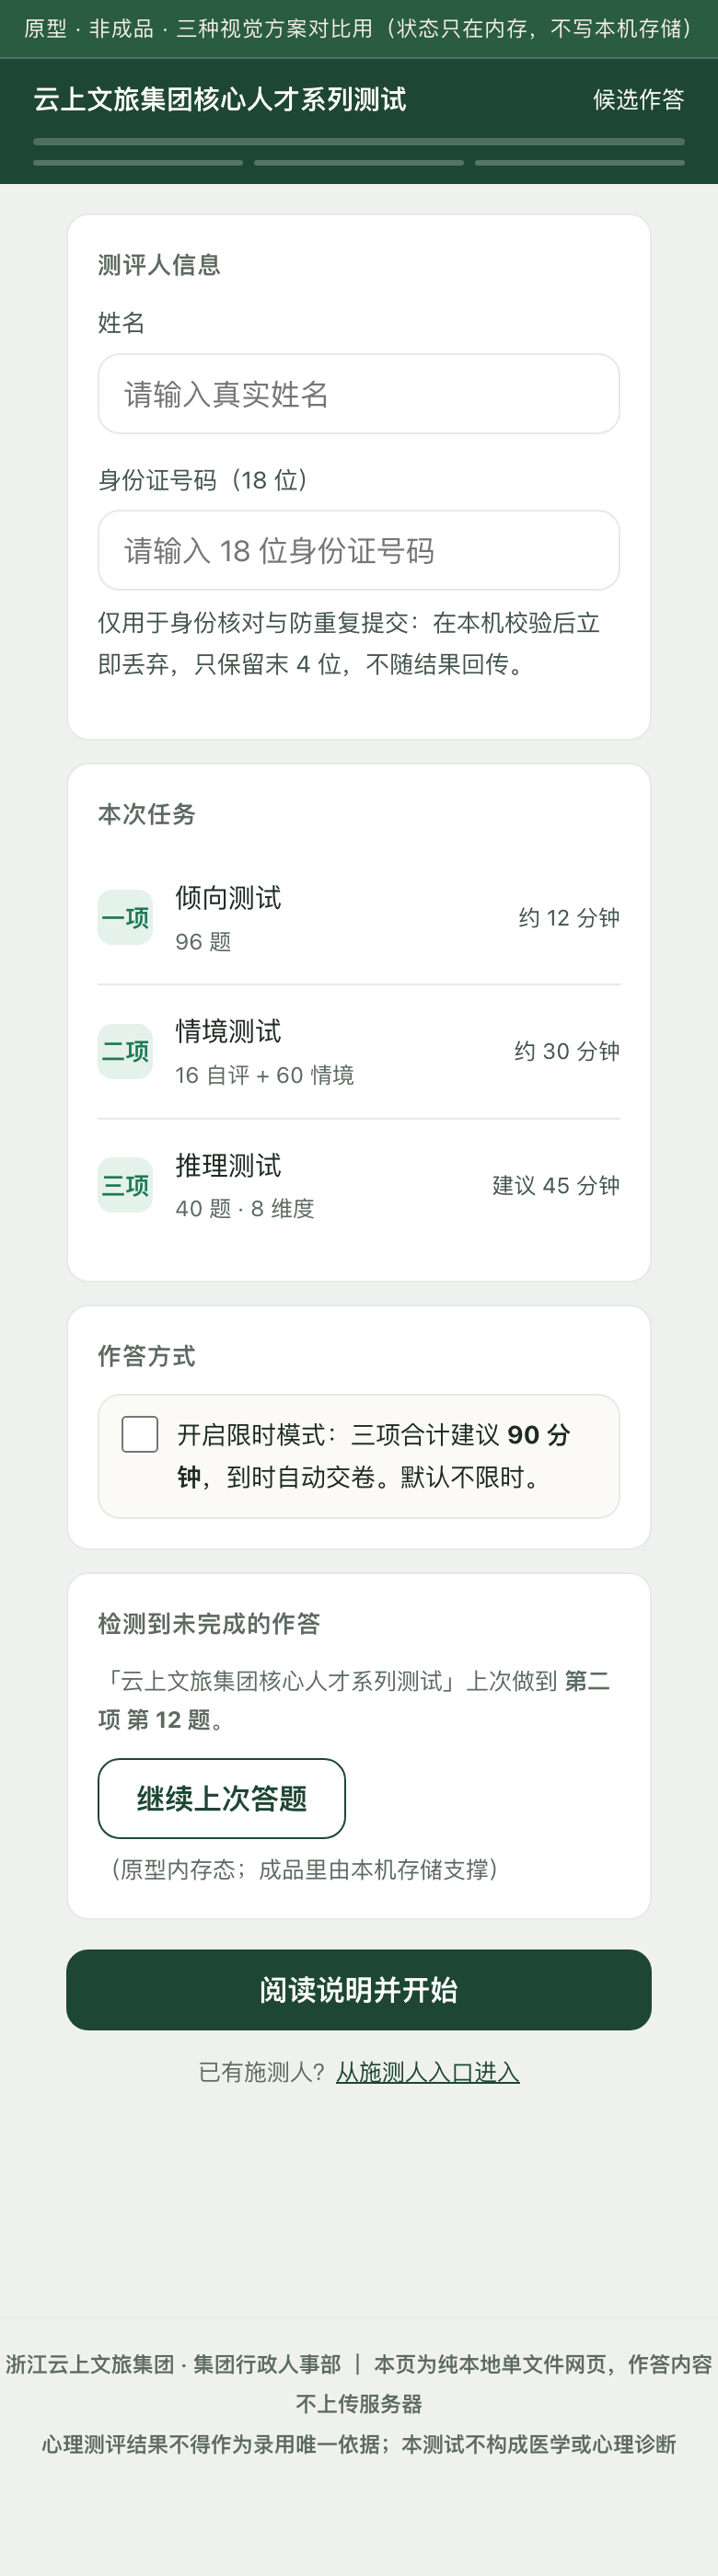 原型 · 非成品 · 三种视觉方案对比用（状态只在内存，不写本机存储）
云上文旅集团核心人才系列测试
候选作答
测评人信息
姓名
请输入真实姓名
身份证号码（18 位）
请输入 18 位身份证号码
仅用于身份核对与防重复提交：在本机校验后立
即丢弃，只保留末 4 位，不随结果回传。
本次任务
一项
倾向测试
96 题
约 12 分钟
二项
情境测试
16 自评 + 60 情境
约 30 分钟
三项
推理测试
40 题 · 8 维度
建议 45 分钟
作答方式
开启限时模式：三项合计建议 90 分
钟，到时自动交卷。默认不限时。
检测到未完成的作答
「云上文旅集团核心人才系列测试」上次做到 第二
项 第 12 题。
继续上次答题
（原型内存态；成品里由本机存储支撑）
阅读说明并开始
已有施测人？从施测人入口进入
浙江云上文旅集团 · 集团行政人事部 ｜ 本页为纯本地单文件网页，作答内容
不上传服务器
心理测评结果不得作为录用唯一依据；本测试不构成医学或心理诊断